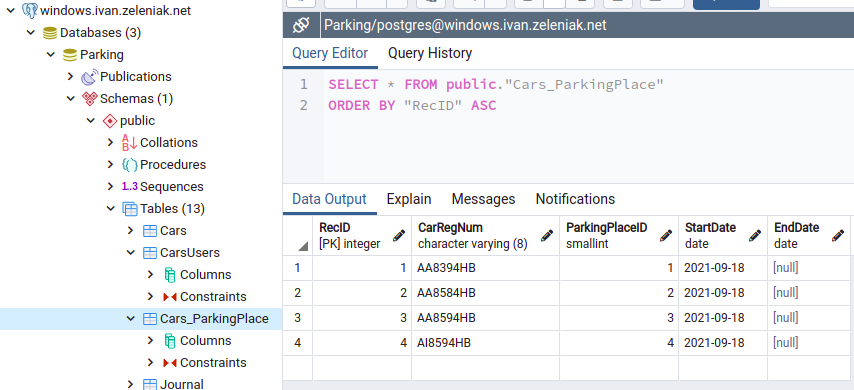 windows.ivan.zeleniak.net
Databases (3)
Parking
Publications
Schemas (1)
public
Collations
Procedures
1.3 Sequences
Tables (13)
Cars
CarsUsers
Columns
Constraints
Cars_ParkingPlace
Columns
Constraints
Journal
Parking/postgres@windows.ivan.zeleniak.net
Query Editor Query History
1 SELECT * FROM public."Cars_ParkingPlace"
2 ORDER BY "RecID" ASC
Data Output Explain Messages Notifications
RecID CarRegNum ParkingPlaceID StartDate EndDate
[PK] integer character varying (8) smallint date date
1 1 AA8394HB 1 2021-09-18 [null]
2 2 AA8584HB 2 2021-09-18 [null]
3 3 AA8594HB 3 2021-09-18 [null]
4 4 AI8594HB 4 2021-09-18 [null]